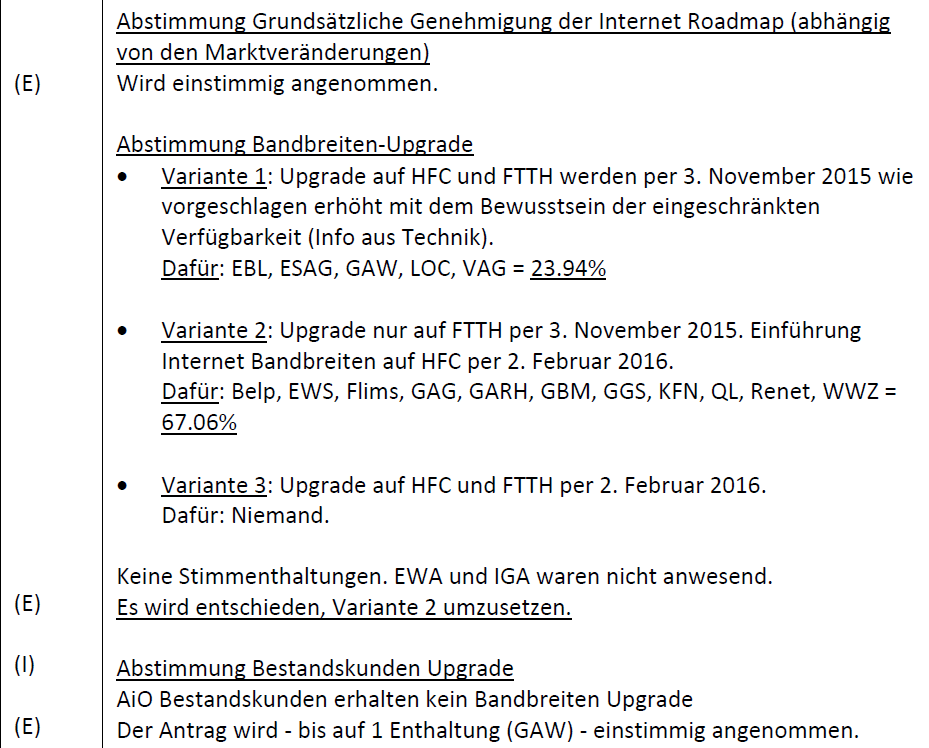 Abstimmung Grundsätzliche Genehmigung der Internet Roadmap (abhängig
von den Marktveränderungen)
(E) Wird einstimmig angenommen.
Abstimmung Bandbreiten-Upgrade
• Variante 1: Upgrade auf HFC und FTTH werden per 3. November 2015 wie
vorgeschlagen erhöht mit dem Bewusstsein der eingeschränkten
Verfügbarkeit (Info aus Technik).
Dafür: EBL, ESAG, GAW, LOC, VAG = 23.94%
• Variante 2: Upgrade nur auf FTTH per 3. November 2015. Einführung
Internet Bandbreiten auf HFC per 2. Februar 2016.
Dafür: Belp, EWS, Flims, GAG, GARH, GBM, GGS, KFN, QL, Renet, WWZ =
67.06%
• Variante 3: Upgrade auf HFC und FTTH per 2. Februar 2016.
Dafür: Niemand.
Keine Stimmenthaltungen. EWA und IGA waren nicht anwesend.
(E) Es wird entschieden, Variante 2 umzusetzen.
(I) Abstimmung Bestandskunden Upgrade
AiO Bestandskunden erhalten kein Bandbreiten Upgrade
(E) Der Antrag wird - bis auf 1 Enthaltung (GAW) - einstimmig angenommen.